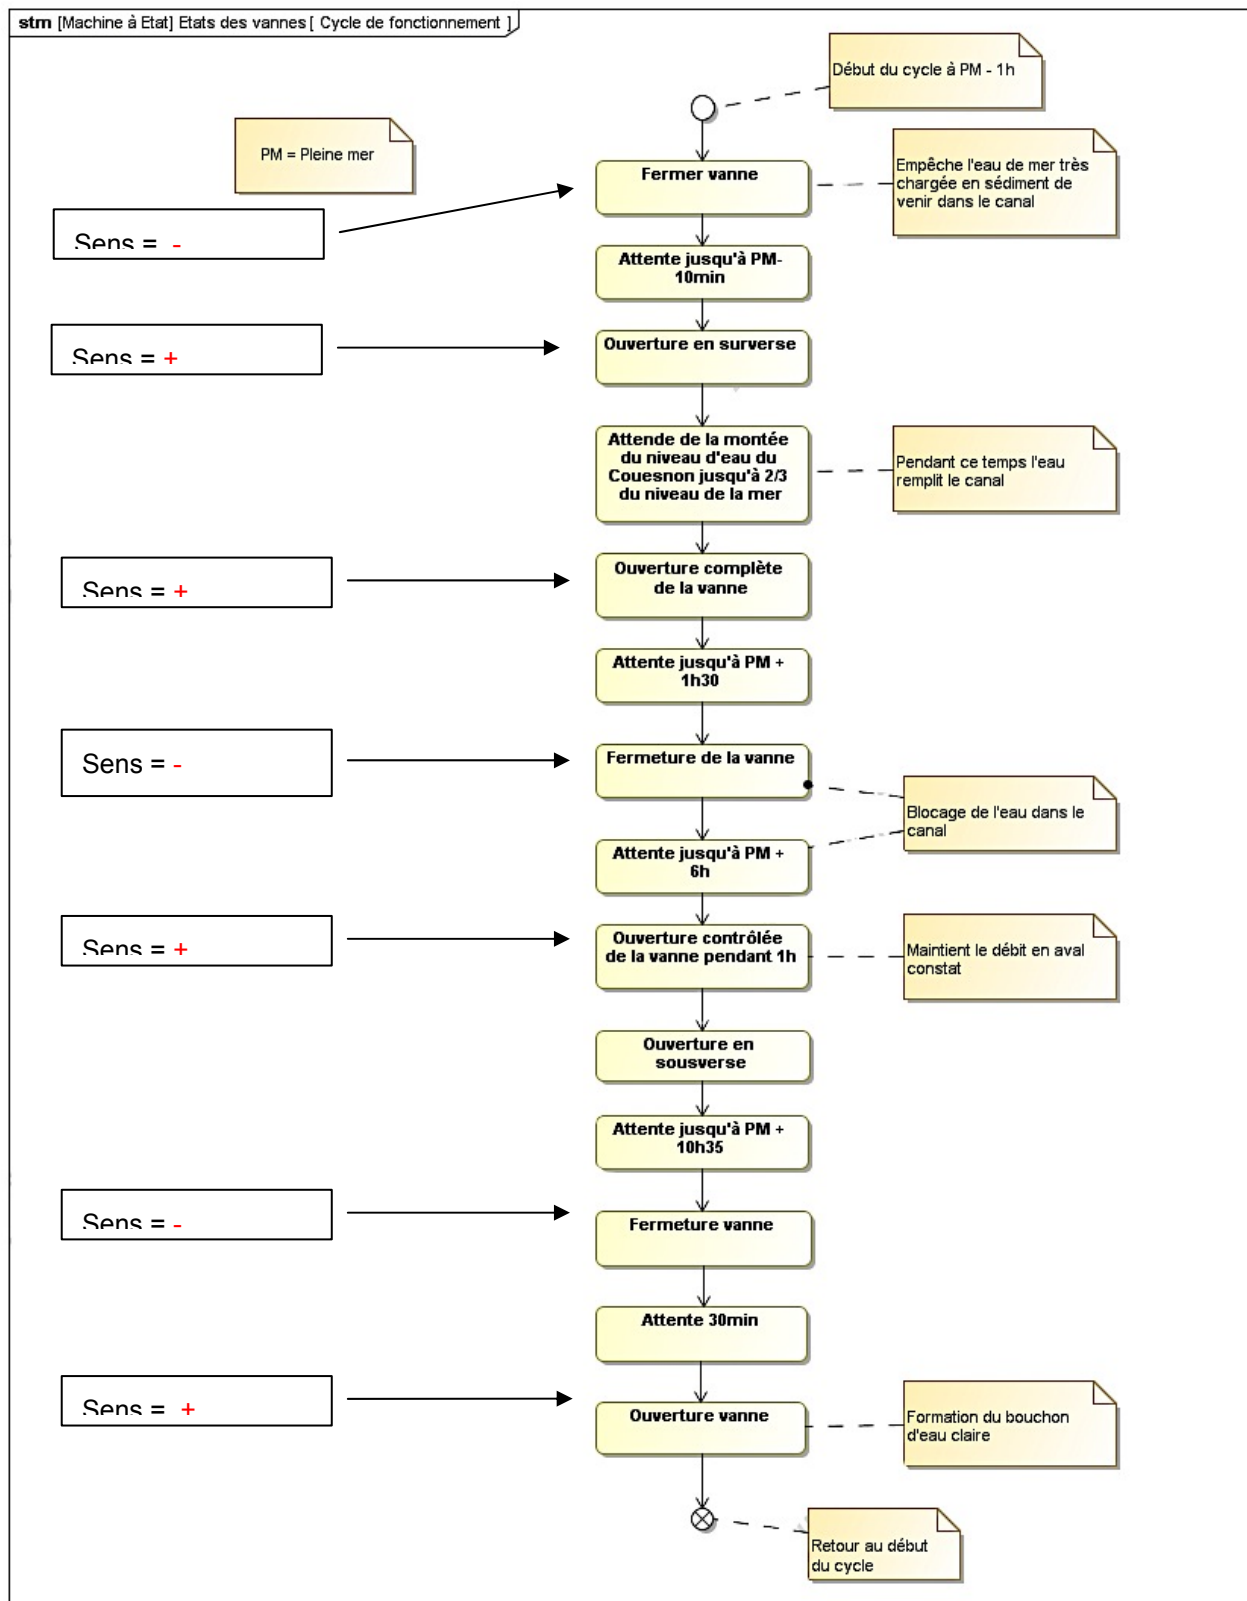 stm [Machine à Etat] Etats des vannes [ Cycle de fonctionnement ]
Début du cycle à PM - 1h
PM = Pleine mer
Fermer vanne
Empêche l'eau de mer très
chargée en sédiment de
venir dans le canal
Sens = -
Attente jusqu'à PM-
10min
Sens = +
Ouverture en surverse
Attende de la montée
du niveau d'eau du
Couesnon jusqu'à 2/3
du niveau de la mer
Pendant ce temps l'eau
remplit le canal
Sens = +
Ouverture complète
de la vanne
Attente jusqu'à PM +
1h30
Sens = -
Fermeture de la vanne
Blocage de l'eau dans le
canal
Attente jusqu'à PM +
6h
Sens = +
Ouverture contrôlée
de la vanne pendant 1h
Maintient le débit en aval
constat
Ouverture en
sousverse
Attente jusqu'à PM +
10h35
Sens = -
Fermeture vanne
Attente 30min
Sens = +
Ouverture vanne
Formation du bouchon
d'eau claire
Retour au début
du cycle